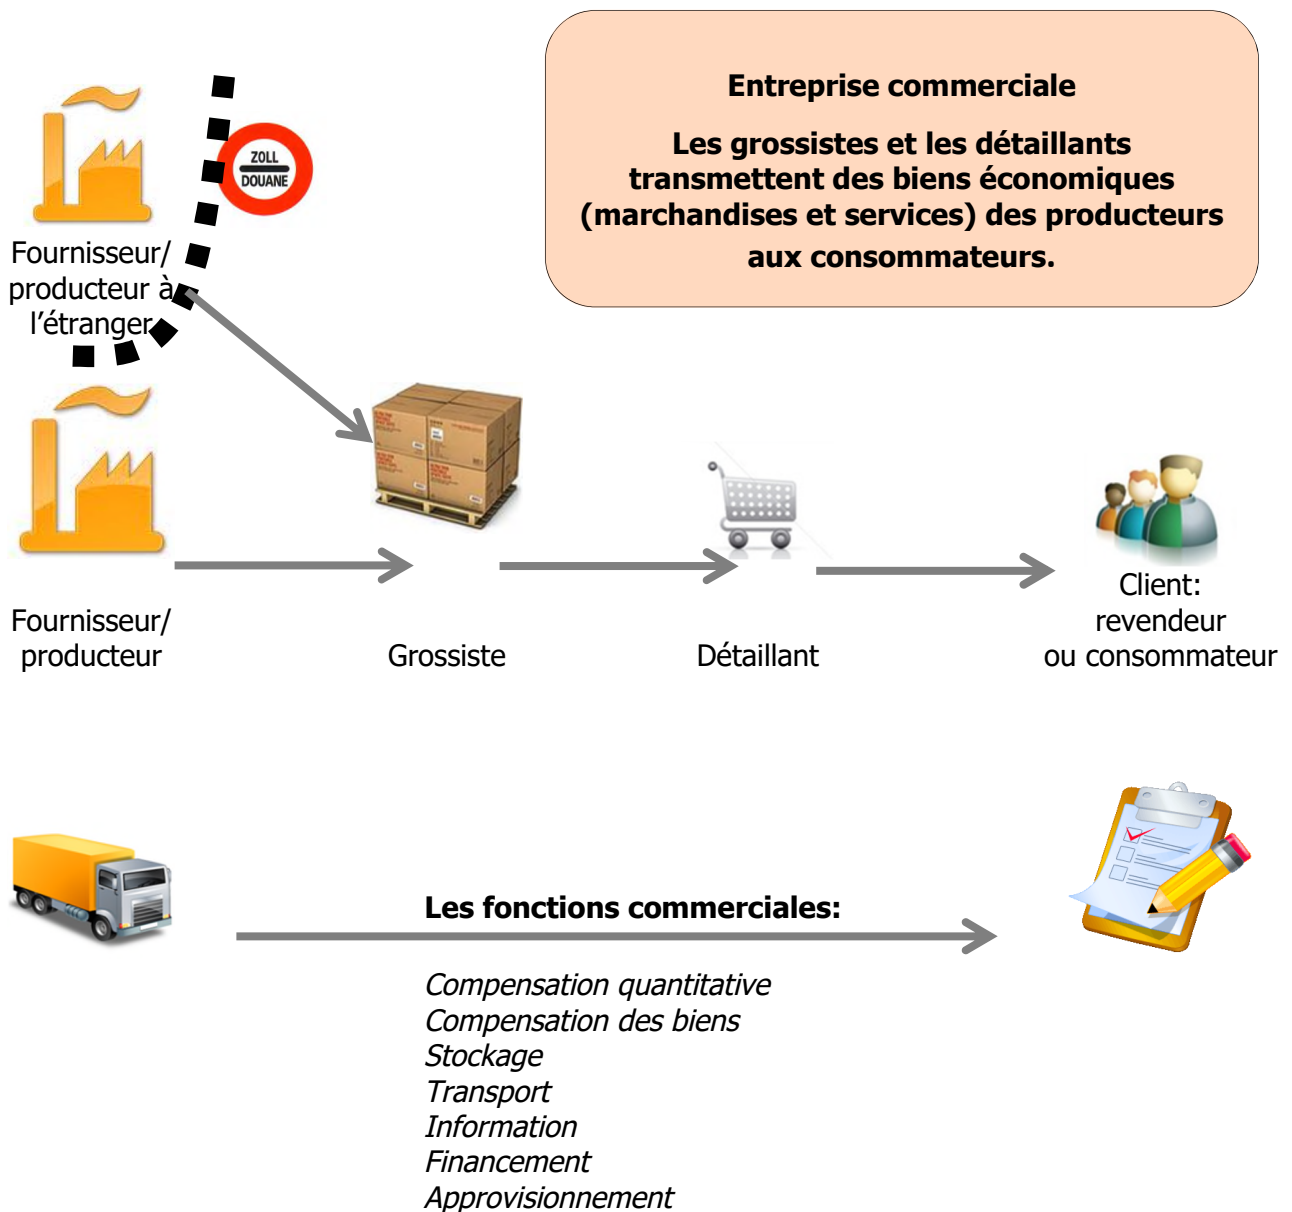 Entreprise commerciale
Les grossistes et les détaillants
transmettent des biens économiques
(marchandises et services) des producteurs
aux consommateurs.
ZOLL
DOUANE
Fournisseur/
producteur à
l’étranger
Fournisseur/
producteur
Grossiste
Détaillant
Client:
revendeur
ou consommateur
Les fonctions commerciales:
Compensation quantitative
Compensation des biens
Stockage
Transport
Information
Financement
Approvisionnement